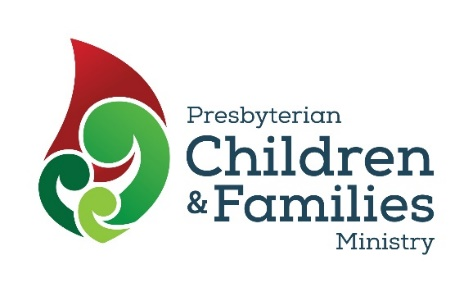 Presbyterian
Children
& Families
Ministry